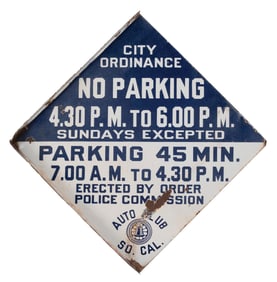 CITY
ORDINANCE
NO PARKING
4.30 P.M. TO 6.00 P.M.
SUNDAYS EXCEPTED
PARKING 45 MIN.
7.00 A.M. TO 4.30 P.M.
ERECTED BY ORDER
POLICE COMMISSION
AUTO CLUB
SO. CAL.